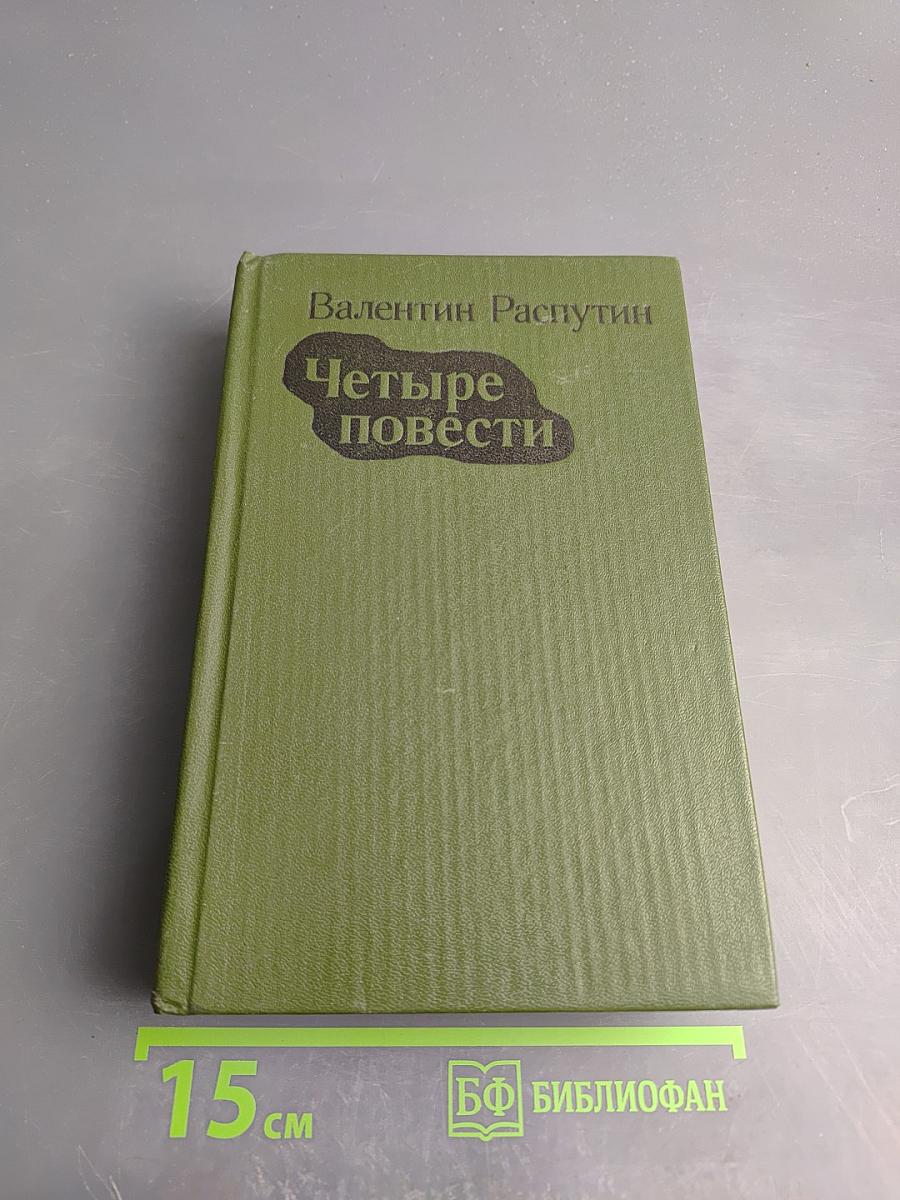 Валентин Распутин
Четыре
повести
15 см
БФ БИБЛИОФАН